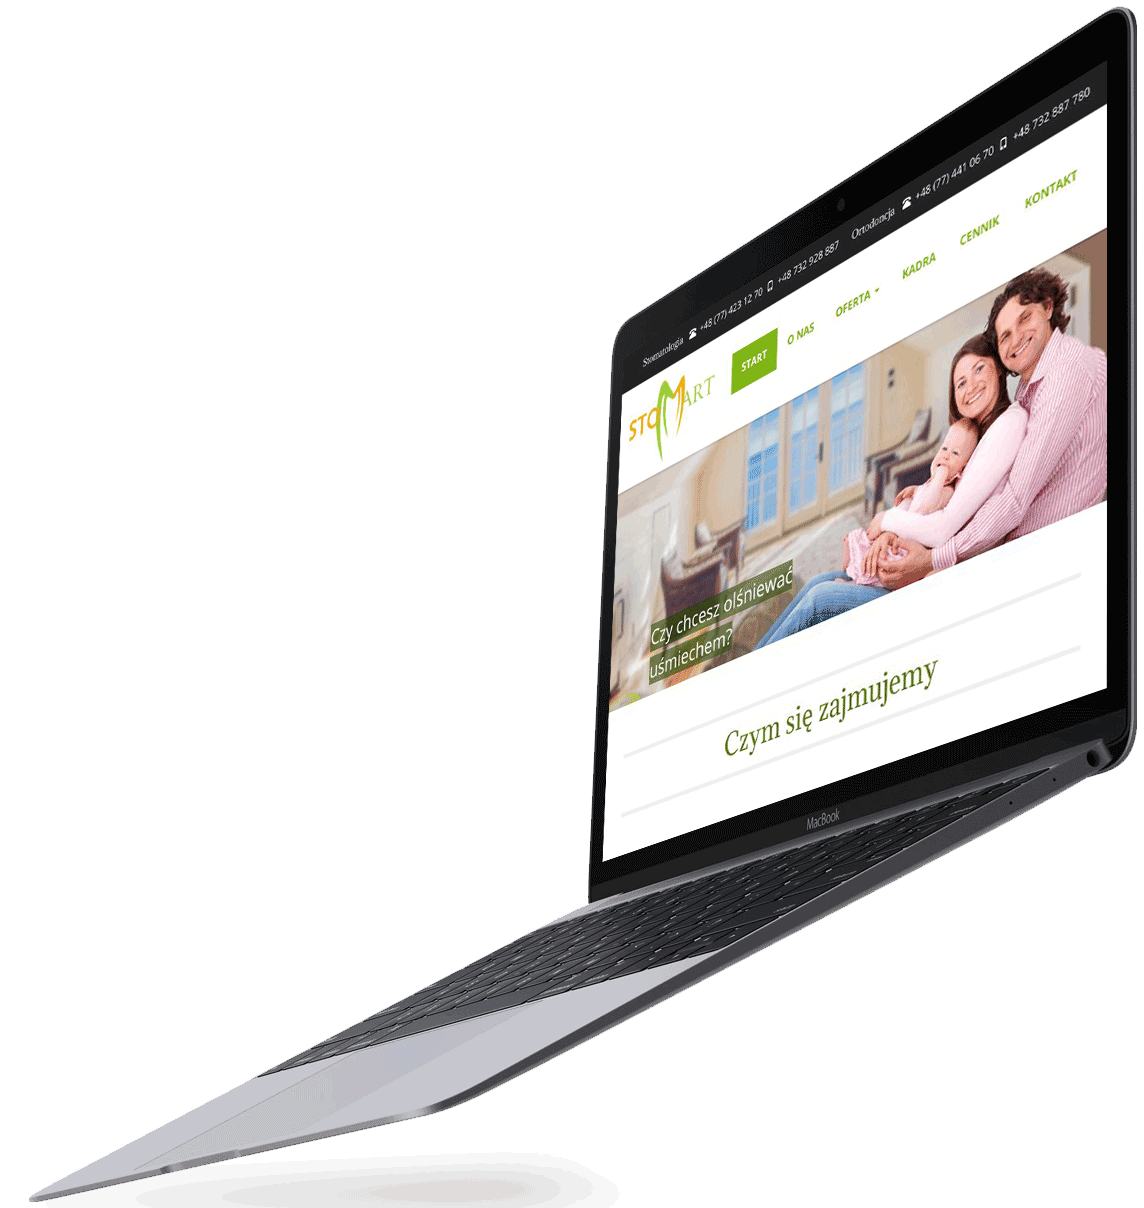 Stomatologia +48 (77) 423 12 70 +48 732 928 887 Ortodoncja +48 (77) 441 06 70 +48 732 887 780
STOMART
START O NAS OFERTA KADRA CENNIK KONTAKT
Czy chcesz olśniewać
uśmiechem?
Czym się zajmujemy
MacBook